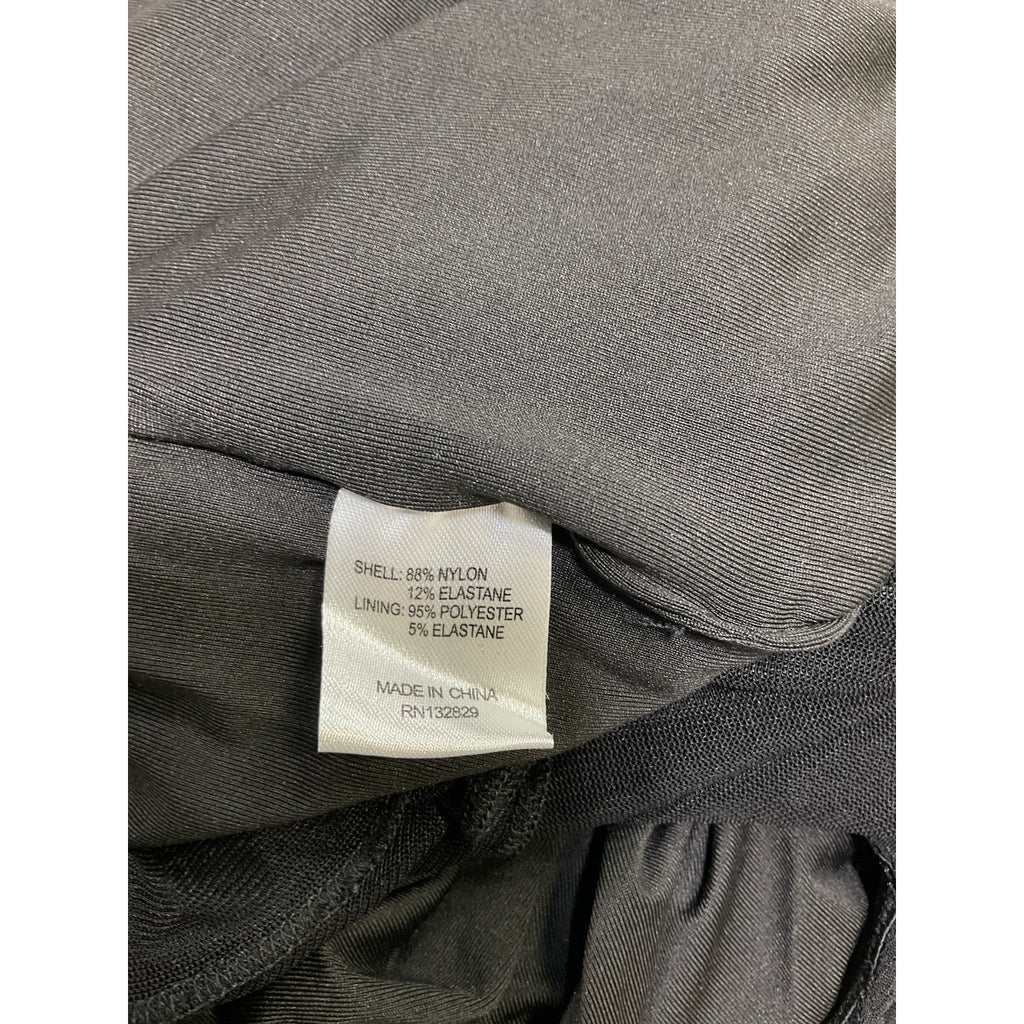 SHELL: 88% NYLON
12% ELASTANE
LINING: 95% POLYESTER
5% ELASTANE
MADE IN CHINA
RN132829